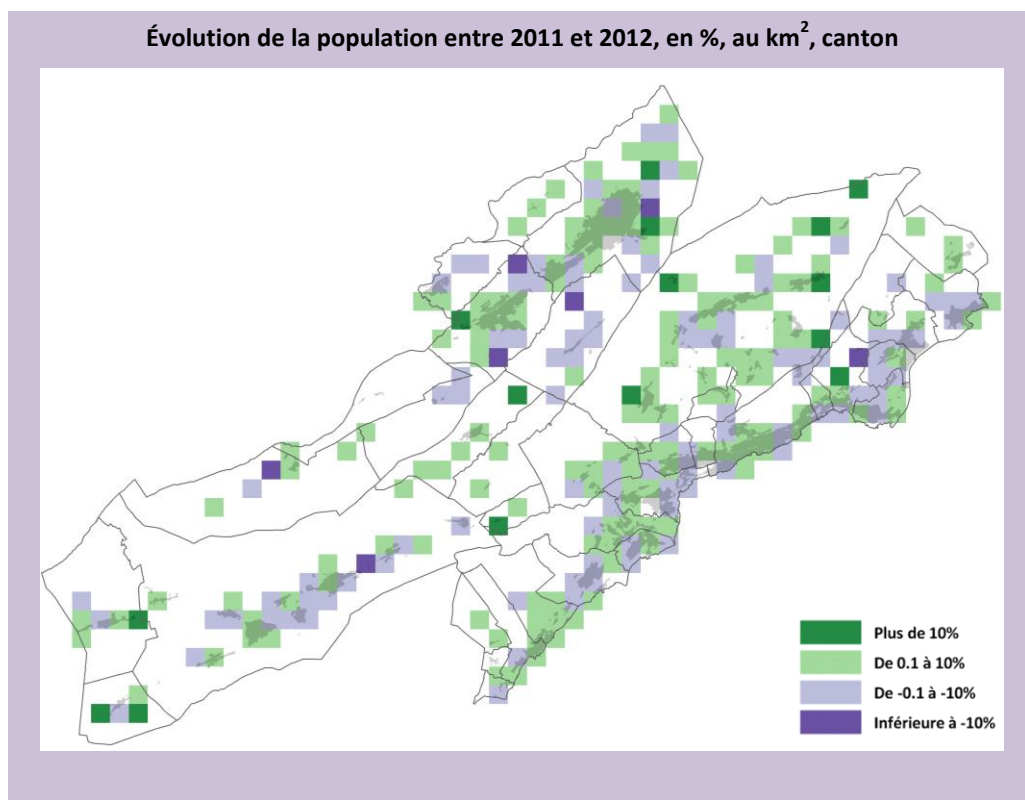 Évolution de la population entre 2011 et 2012, en %, au km², canton
Plus de 10%
De 0.1 à 10%
De -0.1 à -10%
Inférieure à -10%